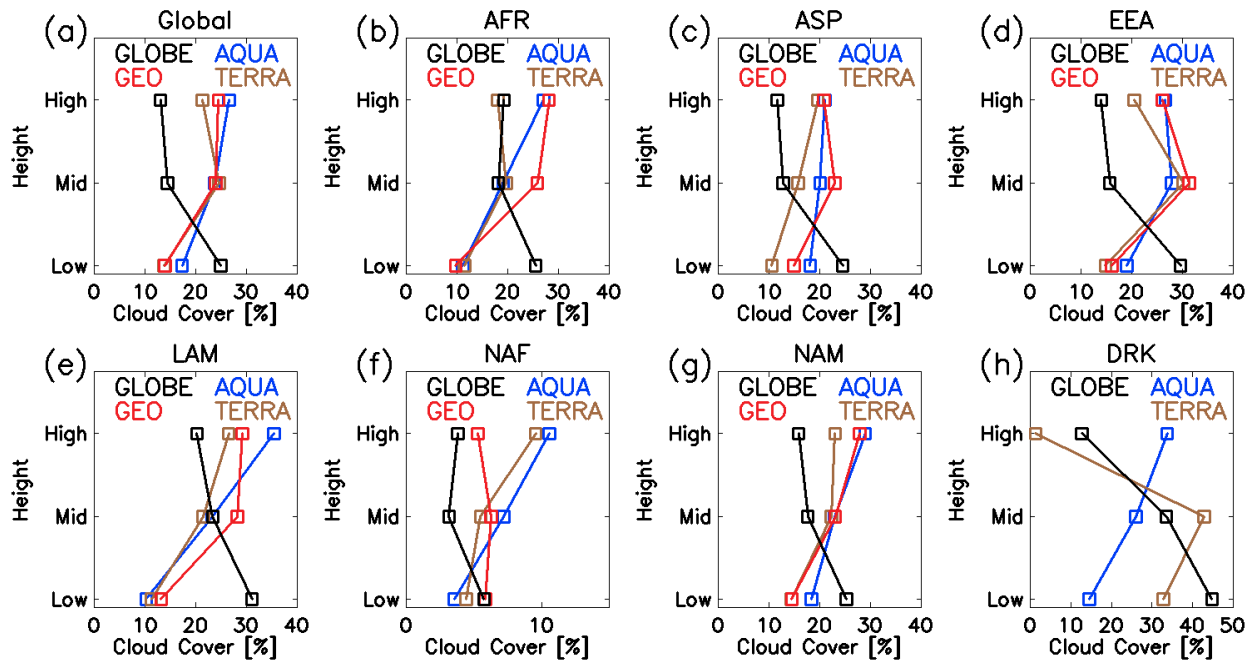 (a) Global
GLOBE AQUA
GEO TERRA
High
Mid
Low
Height
0 10 20 30 40
Cloud Cover [%]
(b) AFR
GLOBE AQUA
GEO TERRA
High
Mid
Low
Height
0 10 20 30 40
Cloud Cover [%]
(c) ASP
GLOBE AQUA
GEO TERRA
High
Mid
Low
Height
0 10 20 30 40
Cloud Cover [%]
(d) EEA
GLOBE AQUA
GEO TERRA
High
Mid
Low
Height
0 10 20 30 40
Cloud Cover [%]
(e) LAM
GLOBE AQUA
GEO TERRA
High
Mid
Low
Height
0 10 20 30 40
Cloud Cover [%]
(f) NAF
GLOBE AQUA
GEO TERRA
High
Mid
Low
Height
0 5 10
Cloud Cover [%]
(g) NAM
GLOBE AQUA
GEO TERRA
High
Mid
Low
Height
0 10 20 30 40
Cloud Cover [%]
(h) DRK
GLOBE AQUA
TERRA
High
Mid
Low
Height
0 10 20 30 40 50
Cloud Cover [%]